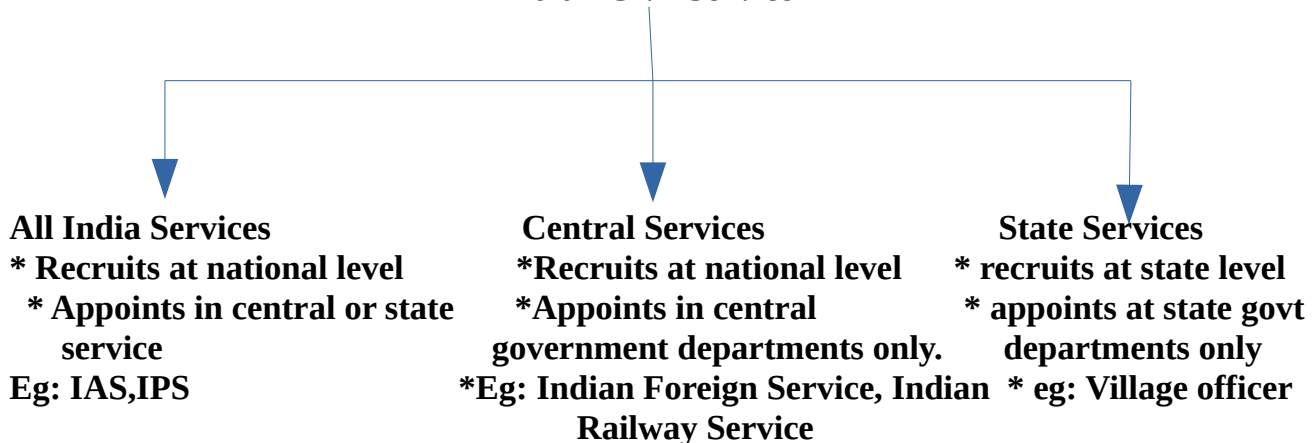 All India Services
* Recruits at national level
* Appoints in central or state
service
Eg: IAS,IPS
Central Services
*Recruits at national level
*Appoints in central
government departments only.
*Eg: Indian Foreign Service, Indian
Railway Service
State Services
* recruits at state level
* appoints at state govt
departments only
* eg: Village officer